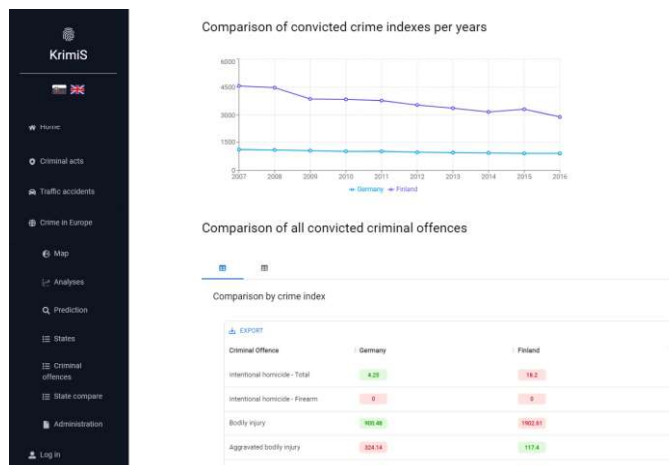 KrimiS
Home
Criminal acts
Traffic accidents
Crime in Europe
Map
Analyses
Prediction
States
Criminal
offences
State compare
Administration
Log in
Comparison of convicted crime indexes per years
6000
4500
3000
1500
0
2007 2008 2009 2010 2011 2012 2013 2014 2015 2016
Germany Finland
Comparison of all convicted criminal offences
Comparison by crime index
EXPORT
Criminal Offence Germany Finland
Intentional homicide - Total 4.25 16.2
Intentional homicide - Firearm 0 0
Bodily injury 900.46 1902.61
Aggravated bodily injury 324.14 117.4